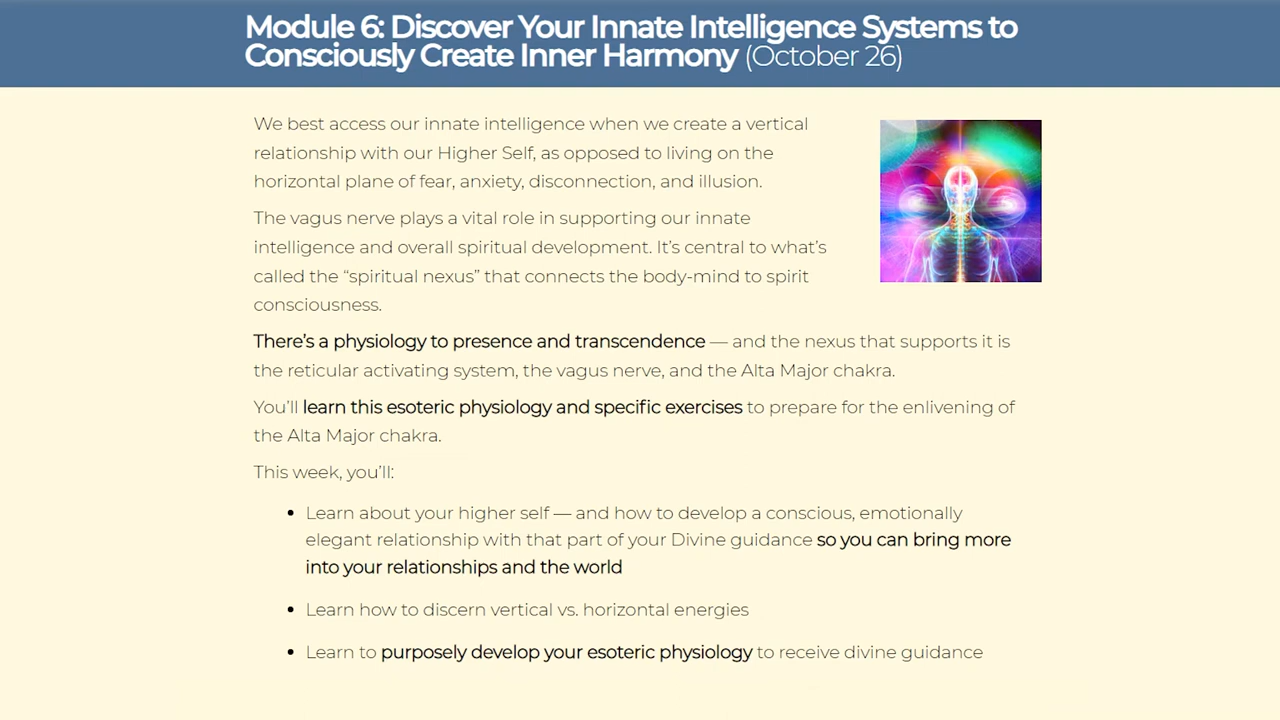 Module 6: Discover Your Innate Intelligence Systems to
Consciously Create Inner Harmony (October 26)
We best access our innate intelligence when we create a vertical
relationship with our Higher Self, as opposed to living on the
horizontal plane of fear, anxiety, disconnection, and illusion.
The vagus nerve plays a vital role in supporting our innate
intelligence and overall spiritual development. It's central to what's
called the “spiritual nexus” that connects the body-mind to spirit
consciousness.
There's a physiology to presence and transcendence — and the nexus that supports it is
the reticular activating system, the vagus nerve, and the Alta Major chakra.
You'll learn this esoteric physiology and specific exercises to prepare for the enlivening of
the Alta Major chakra.
This week, you'll:
• Learn about your higher self — and how to develop a conscious, emotionally
elegant relationship with that part of your Divine guidance so you can bring more
into your relationships and the world
• Learn how to discern vertical vs. horizontal energies
• Learn to purposely develop your esoteric physiology to receive divine guidance